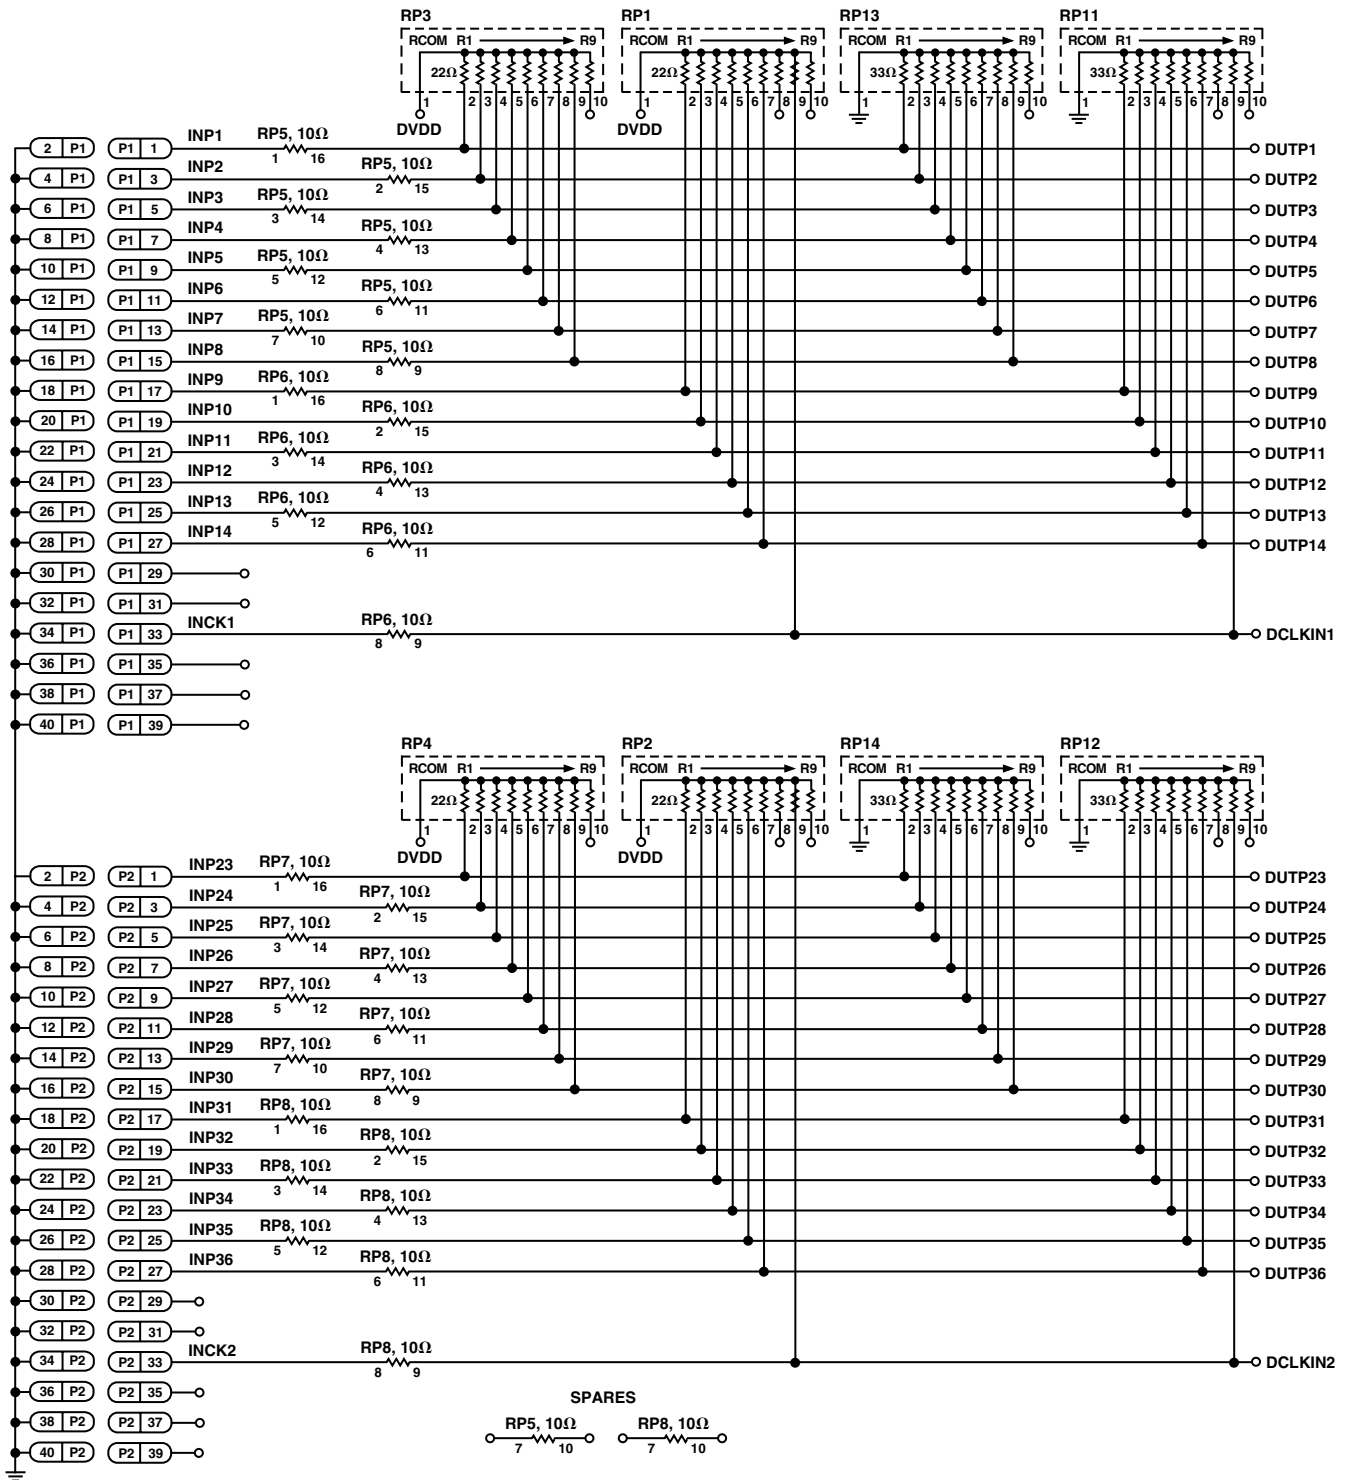 RP3 RP1 RP13 RP11
RCOM R1 R9 RCOM R1 R9 RCOM R1 R9 RCOM R1 R9
22Ω 22Ω 33Ω 33Ω
1 2 3 4 5 6 7 8 9 10 1 2 3 4 5 6 7 8 9 10 1 2 3 4 5 6 7 8 9 10 1 2 3 4 5 6 7 8 9 10
DVDD DVDD
2 P1 P1 1 INP1 RP5, 10Ω 1 16 DUTP1
4 P1 P1 3 INP2 RP5, 10Ω 2 15 DUTP2
6 P1 P1 5 INP3 RP5, 10Ω 3 14 DUTP3
8 P1 P1 7 INP4 RP5, 10Ω 4 13 DUTP4
10 P1 P1 9 INP5 RP5, 10Ω 5 12 DUTP5
12 P1 P1 11 INP6 RP5, 10Ω 6 11 DUTP6
14 P1 P1 13 INP7 RP5, 10Ω 7 10 DUTP7
16 P1 P1 15 INP8 RP5, 10Ω 8 9 DUTP8
18 P1 P1 17 INP9 RP6, 10Ω 1 16 DUTP9
20 P1 P1 19 INP10 RP6, 10Ω 2 15 DUTP10
22 P1 P1 21 INP11 RP6, 10Ω 3 14 DUTP11
24 P1 P1 23 INP12 RP6, 10Ω 4 13 DUTP12
26 P1 P1 25 INP13 RP6, 10Ω 5 12 DUTP13
28 P1 P1 27 INP14 RP6, 10Ω 6 11 DUTP14
30 P1 P1 29
32 P1 P1 31
34 P1 P1 33 INCK1 RP6, 10Ω 8 9 DCLKIN1
36 P1 P1 35
38 P1 P1 37
40 P1 P1 39
RP4 RP2 RP14 RP12
RCOM R1 R9 RCOM R1 R9 RCOM R1 R9 RCOM R1 R9
22Ω 22Ω 33Ω 33Ω
1 2 3 4 5 6 7 8 9 10 1 2 3 4 5 6 7 8 9 10 1 2 3 4 5 6 7 8 9 10 1 2 3 4 5 6 7 8 9 10
DVDD DVDD
2 P2 P2 1 INP23 RP7, 10Ω 1 16 DUTP23
4 P2 P2 3 INP24 RP7, 10Ω 2 15 DUTP24
6 P2 P2 5 INP25 RP7, 10Ω 3 14 DUTP25
8 P2 P2 7 INP26 RP7, 10Ω 4 13 DUTP26
10 P2 P2 9 INP27 RP7, 10Ω 5 12 DUTP27
12 P2 P2 11 INP28 RP7, 10Ω 6 11 DUTP28
14 P2 P2 13 INP29 RP7, 10Ω 7 10 DUTP29
16 P2 P2 15 INP30 RP7, 10Ω 8 9 DUTP30
18 P2 P2 17 INP31 RP8, 10Ω 1 16 DUTP31
20 P2 P2 19 INP32 RP8, 10Ω 2 15 DUTP32
22 P2 P2 21 INP33 RP8, 10Ω 3 14 DUTP33
24 P2 P2 23 INP34 RP8, 10Ω 4 13 DUTP34
26 P2 P2 25 INP35 RP8, 10Ω 5 12 DUTP35
28 P2 P2 27 INP36 RP8, 10Ω 6 11 DUTP36
30 P2 P2 29
32 P2 P2 31
34 P2 P2 33 INCK2 RP8, 10Ω 8 9 DCLKIN2
36 P2 P2 35
38 P2 P2 37
40 P2 P2 39
SPARES
RP5, 10Ω RP8, 10Ω
7 10 7 10